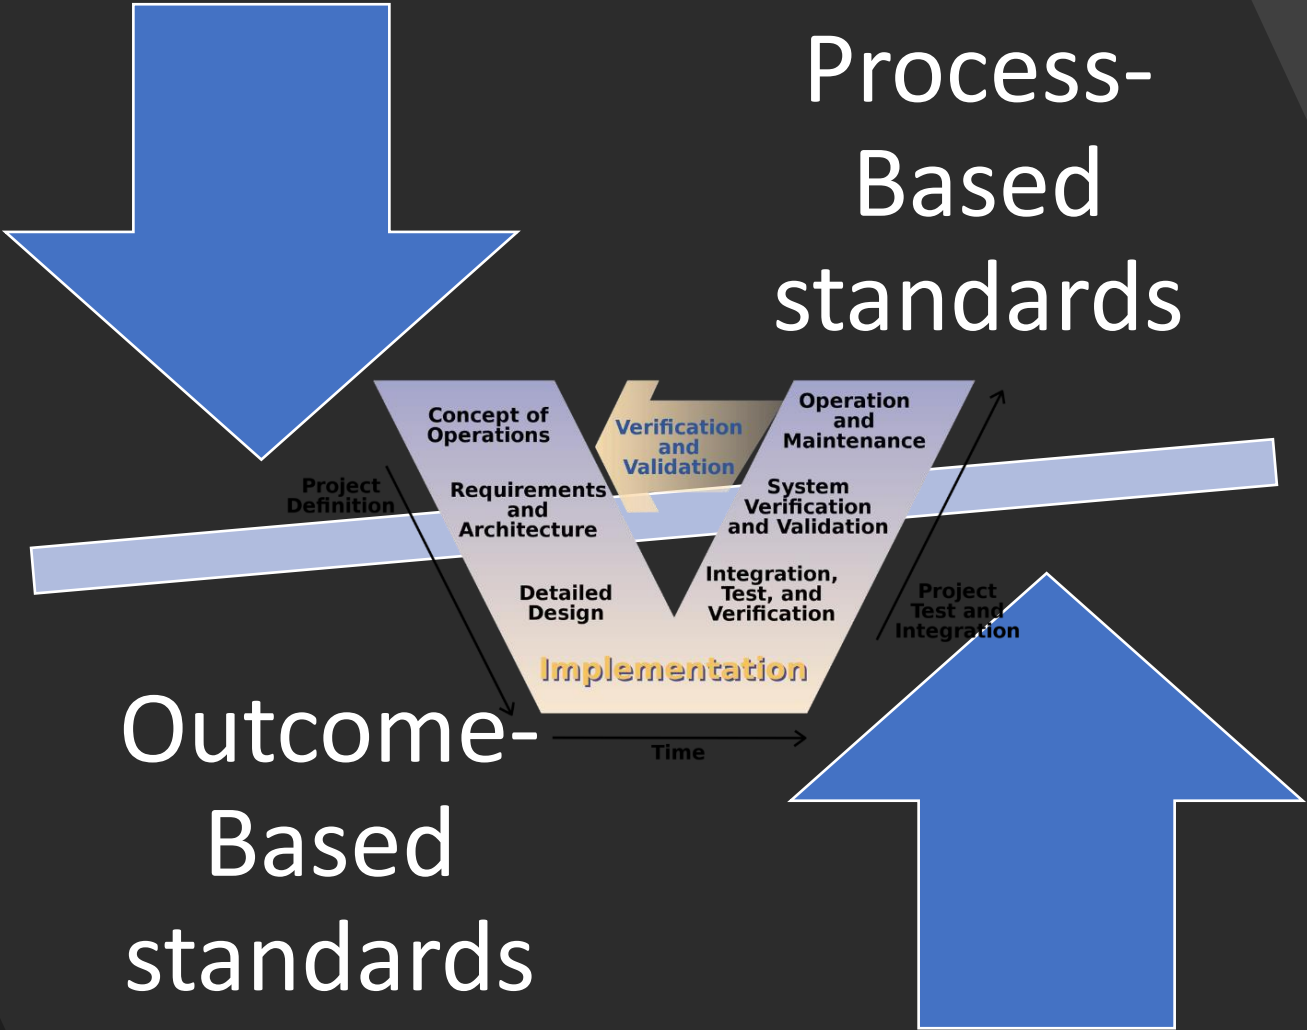 Process-
Based
standards
Concept of
Operations
Verification
and
Validation
Operation
and
Maintenance
Project
Definition
Requirements
and
Architecture
System
Verification
and Validation
Detailed
Design
Integration,
Test, and
Verification
Project
Test and
Integration
Implementation
Time
Outcome-
Based
standards